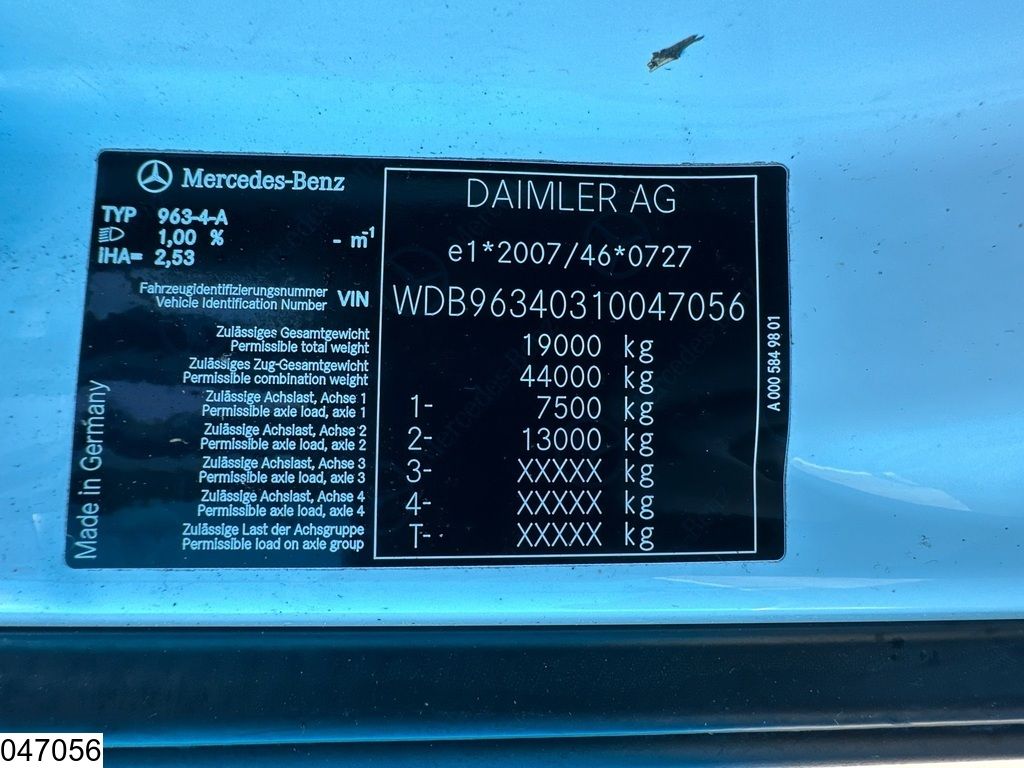 Mercedes-Benz
TYP 963-4-A
1,00 % - m-1
iHA= 2,53
DAIMLER AG
e1*2007/46*0727
Fahrzeugidentifizierungsnummer
Vehicle Identification Number VIN WDB96340310047056
Zulässiges Gesamtgewicht
Permissible total weight 19000 kg
Zulässiges Zug-Gesamtgewicht
Permissible combination weight 44000 kg
Zulässige Achslast, Achse 1
Permissible axle load, axle 1 1- 7500 kg
Zulässige Achslast, Achse 2
Permissible axle load, axle 2 2- 13000 kg
Zulässige Achslast, Achse 3
Permissible axle load, axle 3 3- XXXXX kg
Zulässige Achslast, Achse 4
Permissible axle load, axle 4 4- XXXXX kg
Zulässige Last der Achsgruppe
Permissible load on axle group T- XXXXX kg
Made in Germany
A 000 584 98 01
047056